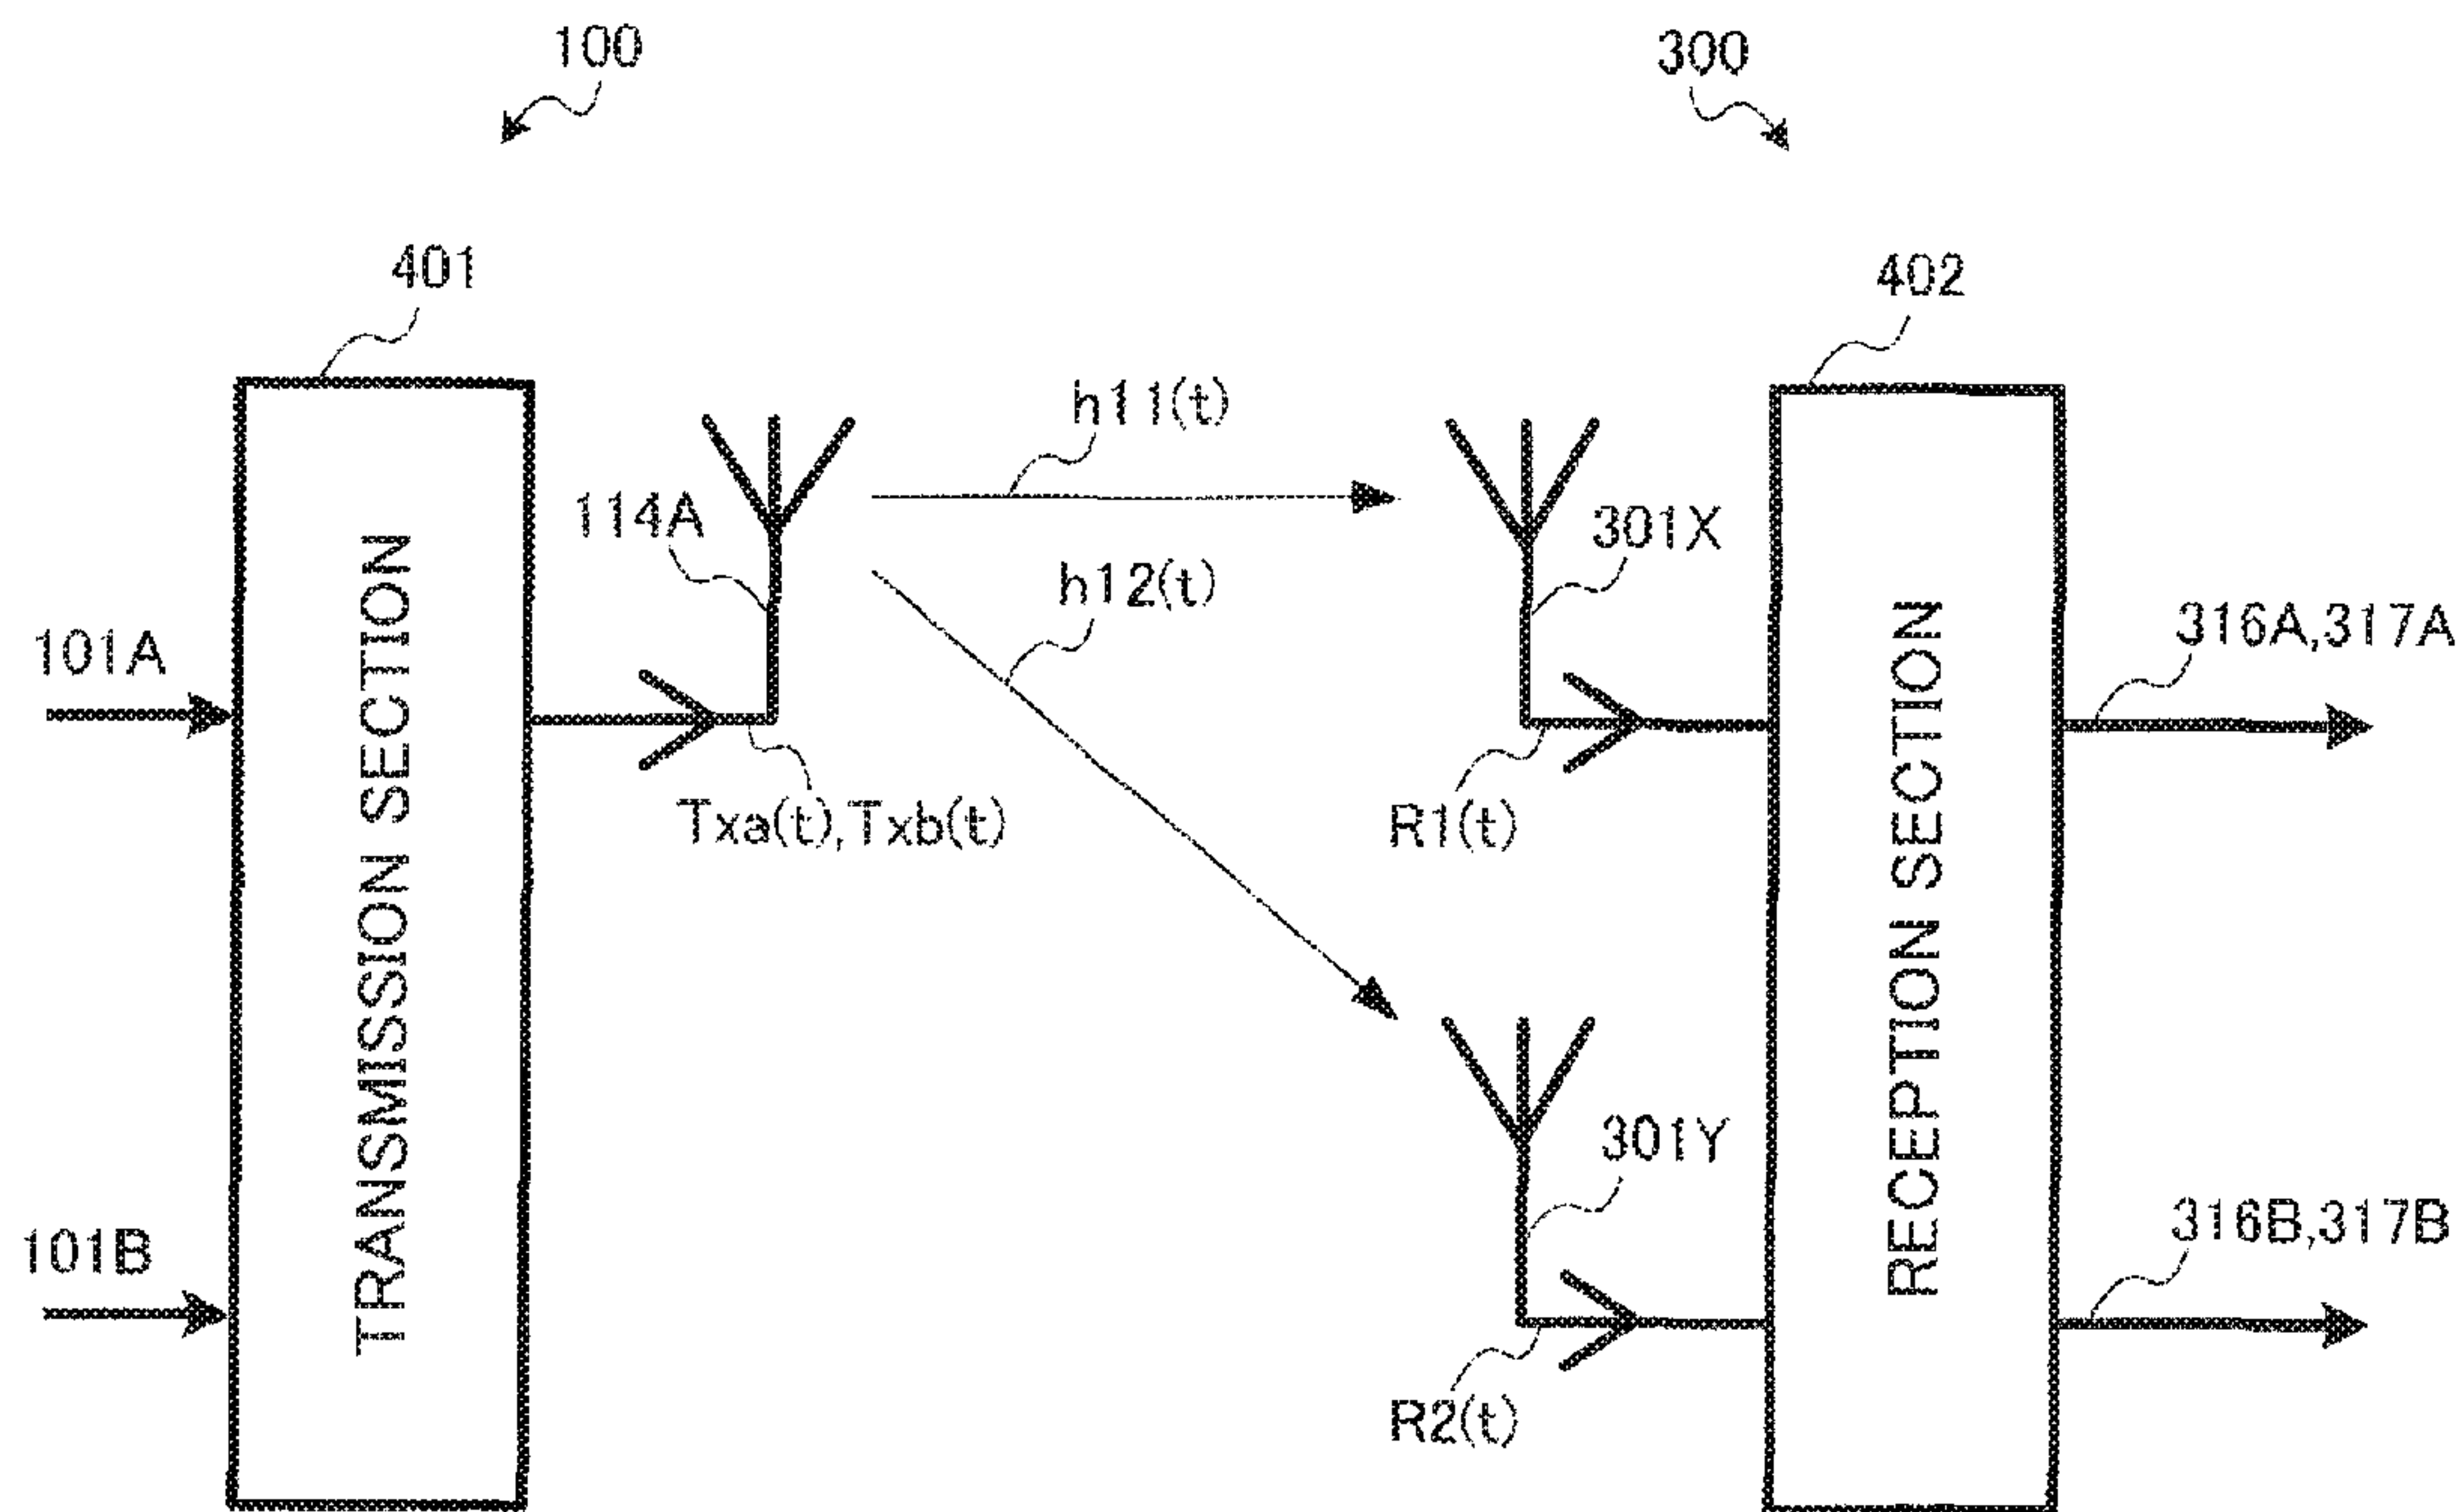 100
300
401
402
h11(t)
114A
301X
h12(t)
101A
316A,317A
Txa(t),Txb(t)
R1(t)
TRANSMISSION SECTION
RECEPTION SECTION
301Y
101B
316B,317B
R2(t)